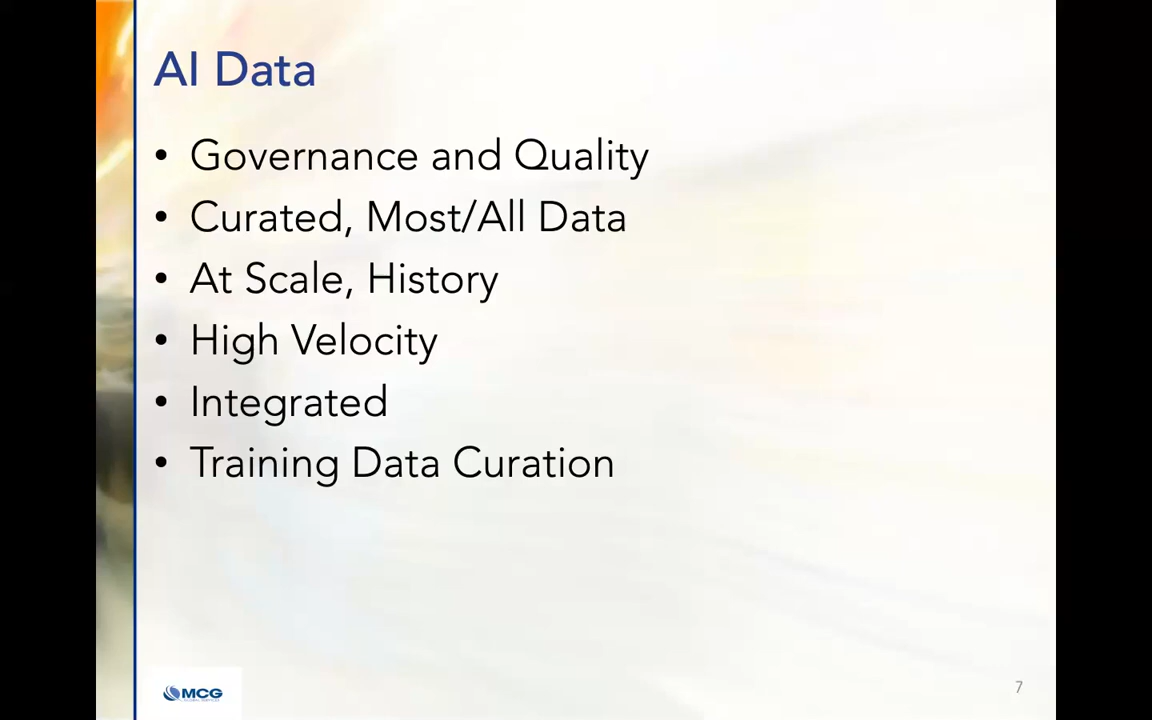 AI Data
• Governance and Quality
• Curated, Most/All Data
• At Scale, History
• High Velocity
• Integrated
• Training Data Curation
MCG
7